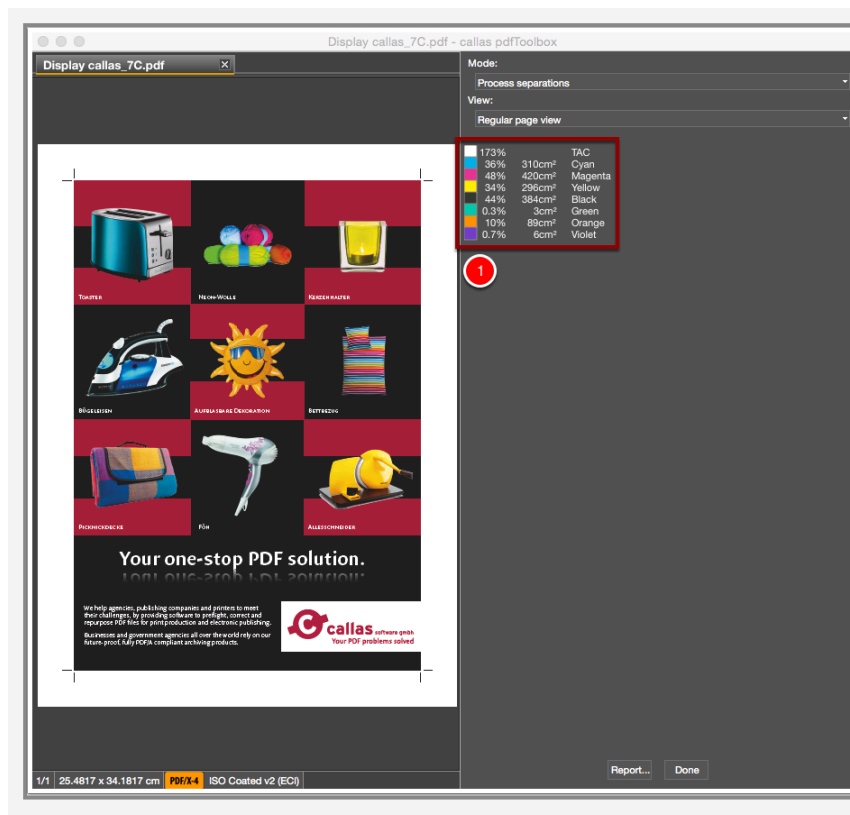 Display callas_7C.pdf - callas pdfToolbox
Display callas_7C.pdf
Mode:
Process separations
View:
Regular page view
173% TAC
36% 310cm² Cyan
48% 420cm² Magenta
34% 296cm² Yellow
44% 384cm² Black
0.3% 3cm² Green
10% 89cm² Orange
0.7% 6cm² Violet
1
Toaster Neon-Wolle Kerzenhalter
Bögeleisen Aufblasbare Dekoration Bettbezug
Picknickdecke Fön Allesschneider
Your one-stop PDF solution.
We help agencies, publishing companies and printers to meet
their challenges, by providing software to preflight, correct and
repurpose PDF files for print production and electronic publishing.
Businesses and government agencies all over the world rely on our
future-proof, fully PDF/A compliant archiving products.
callas software gmbh
Your PDF problems solved
Report... Done
1/1 25.4817 x 34.1817 cm PDF/X-4 ISO Coated v2 (ECI)